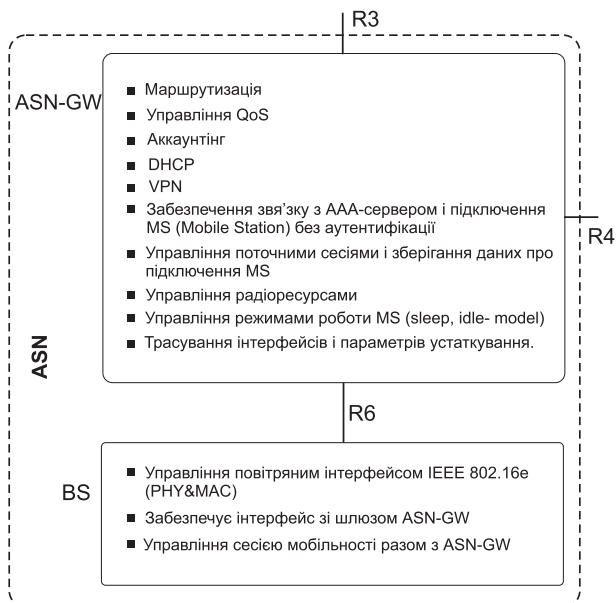 R3
ASN-GW
▪ Маршрутизація
▪ Управління QoS
▪ Аккаунтінг
▪ DHCP
▪ VPN
▪ Забезпечення зв’язку з AAA-сервером і підключення
MS (Mobile Station) без аутентифікації
▪ Управління поточними сесіями і зберігання даних про
підключення MS
▪ Управління радіоресурсами
▪ Управління режимами роботи MS (sleep, idle- model)
▪ Трасування інтерфейсів і параметрів устаткування.
R4
ASN
R6
BS
▪ Управління повітряним інтерфейсом IEEE 802.16e
(PHY&MAC)
▪ Забезпечує інтерфейс зі шлюзом ASN-GW
▪ Управління сесією мобільності разом з ASN-GW